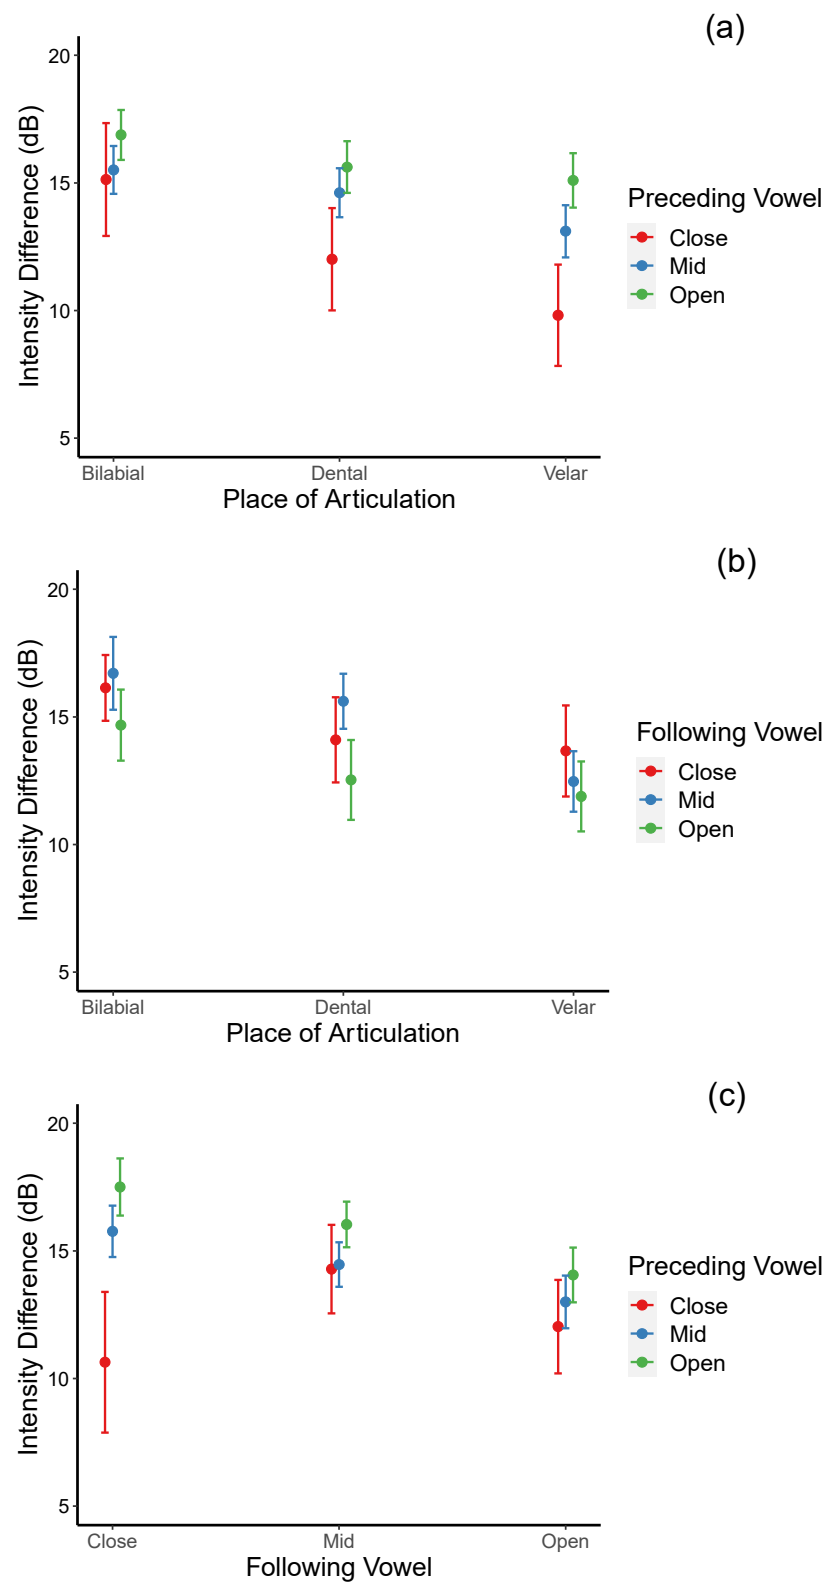 (a)
20
15
10
5
Intensity Difference (dB)
Bilabial Dental Velar
Place of Articulation
Preceding Vowel
Close
Mid
Open
(b)
20
15
10
5
Intensity Difference (dB)
Bilabial Dental Velar
Place of Articulation
Following Vowel
Close
Mid
Open
(c)
20
15
10
5
Intensity Difference (dB)
Close Mid Open
Following Vowel
Preceding Vowel
Close
Mid
Open